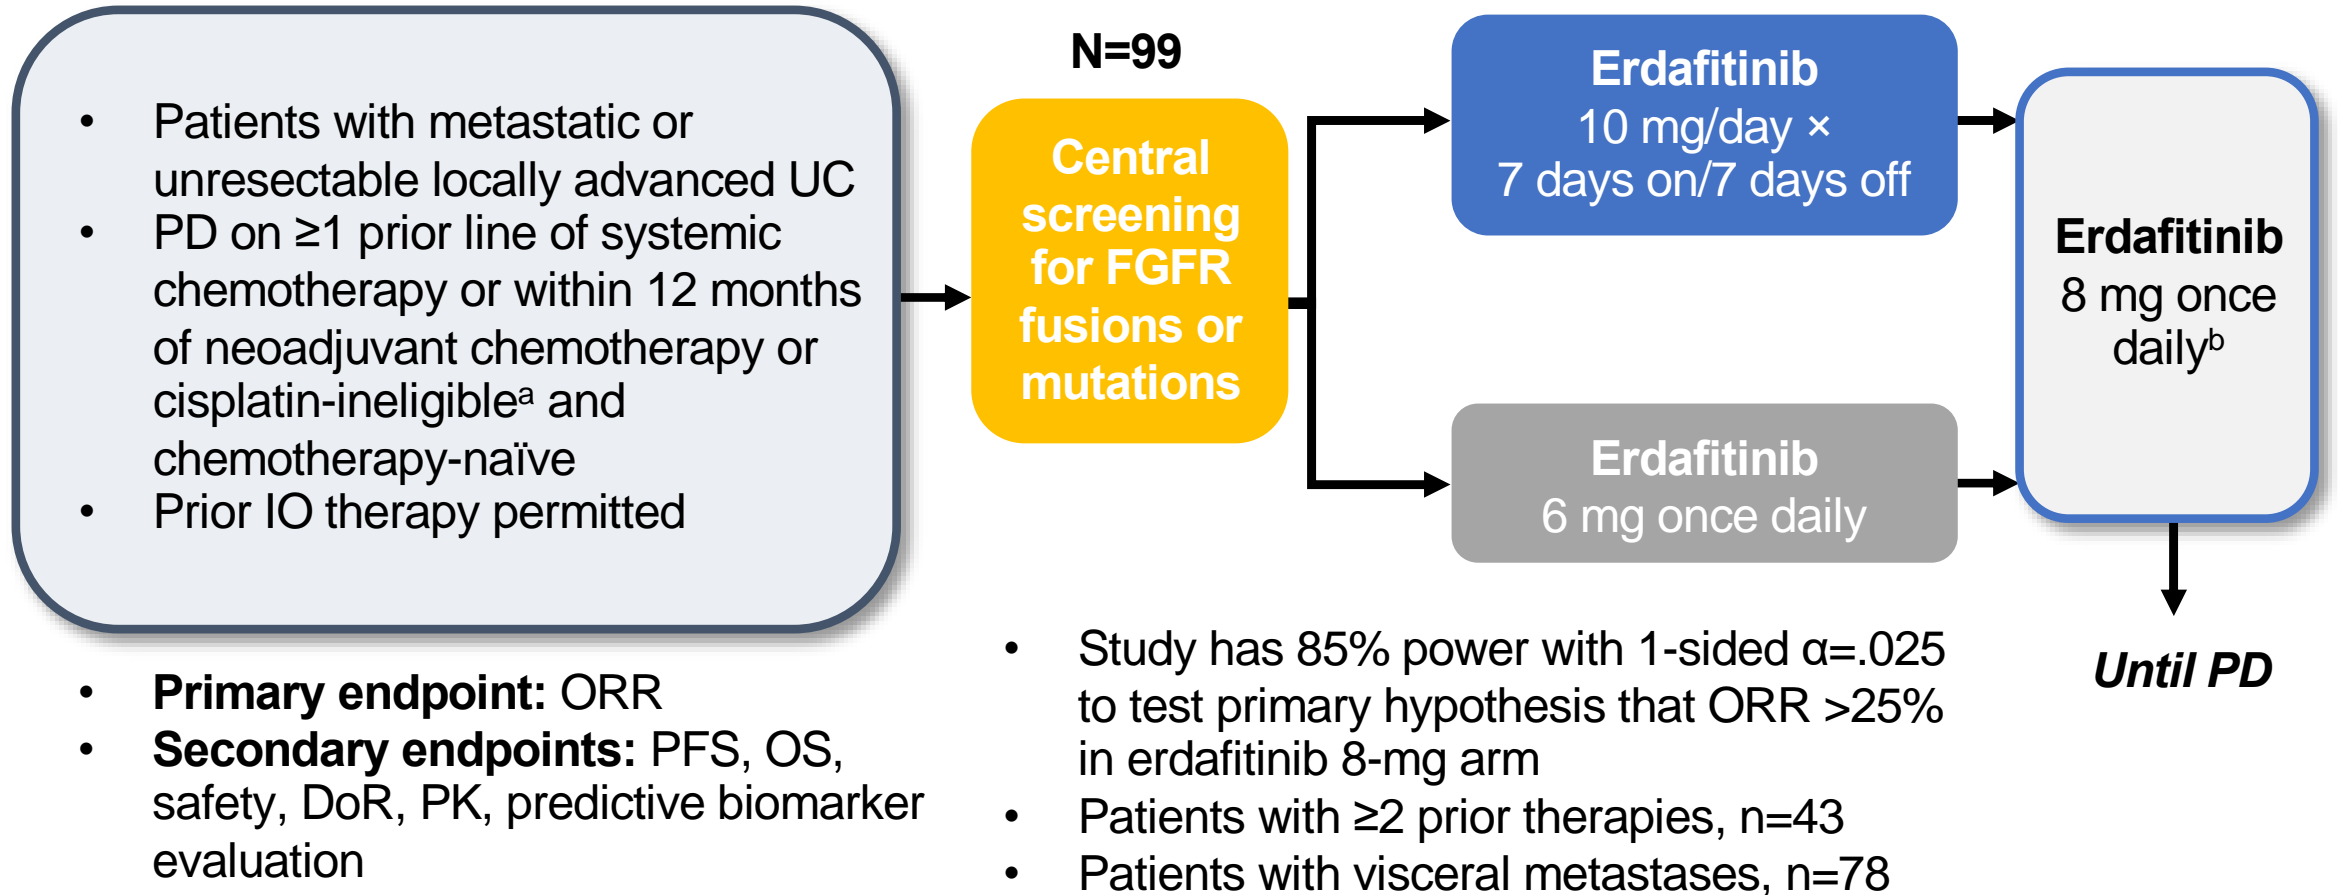 • Patients with metastatic or
unresectable locally advanced UC
• PD on ≥1 prior line of systemic
chemotherapy or within 12 months
of neoadjuvant chemotherapy or
cisplatin-ineligibleᵃ and
chemotherapy-naïve
• Prior IO therapy permitted
N=99
Central
screening
for FGFR
fusions or
mutations
Erdafitinib
10 mg/day ×
7 days on/7 days off
Erdafitinib
6 mg once daily
Erdafitinib
8 mg once
dailyᵇ
Until PD
• Primary endpoint: ORR
• Secondary endpoints: PFS, OS,
safety, DoR, PK, predictive biomarker
evaluation
• Study has 85% power with 1-sided α=.025
to test primary hypothesis that ORR >25%
in erdafitinib 8-mg arm
• Patients with ≥2 prior therapies, n=43
• Patients with visceral metastases, n=78